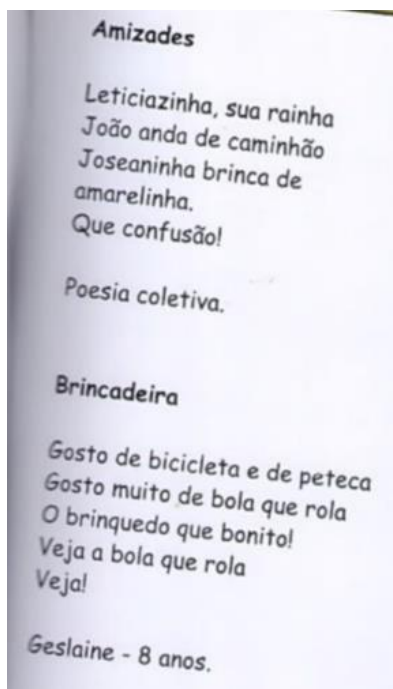 Amizades
Leticiazinha, sua rainha
João anda de caminhão
Joseaninha brinca de
amarelinha.
Que confusão!
Poesia coletiva.
Brincadeira
Gosto de bicicleta e de peteca
Gosto muito de bola que rola
O brinquedo que bonito!
Veja a bola que rola
Veja!
Geslaine - 8 anos.